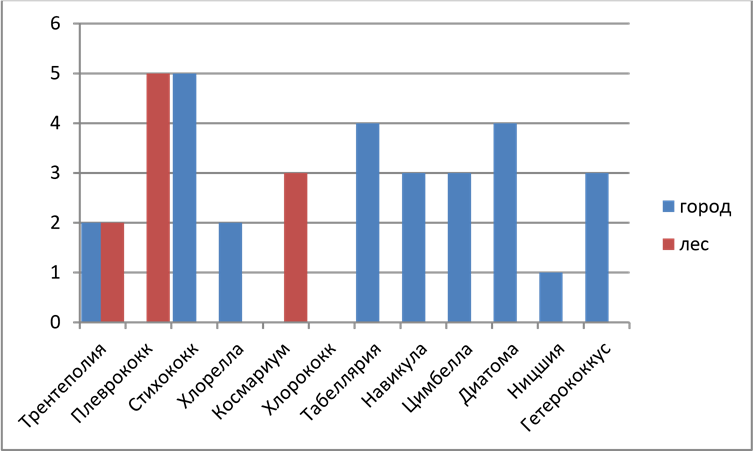 6
5
4
3
2
1
0
Трентеполия
Плеврококк
Стихококк
Хлорелла
Космариум
Хлорококк
Табеллярия
Навикула
Цимбелла
Диатома
Ницшия
Гетерококкус
город
лес